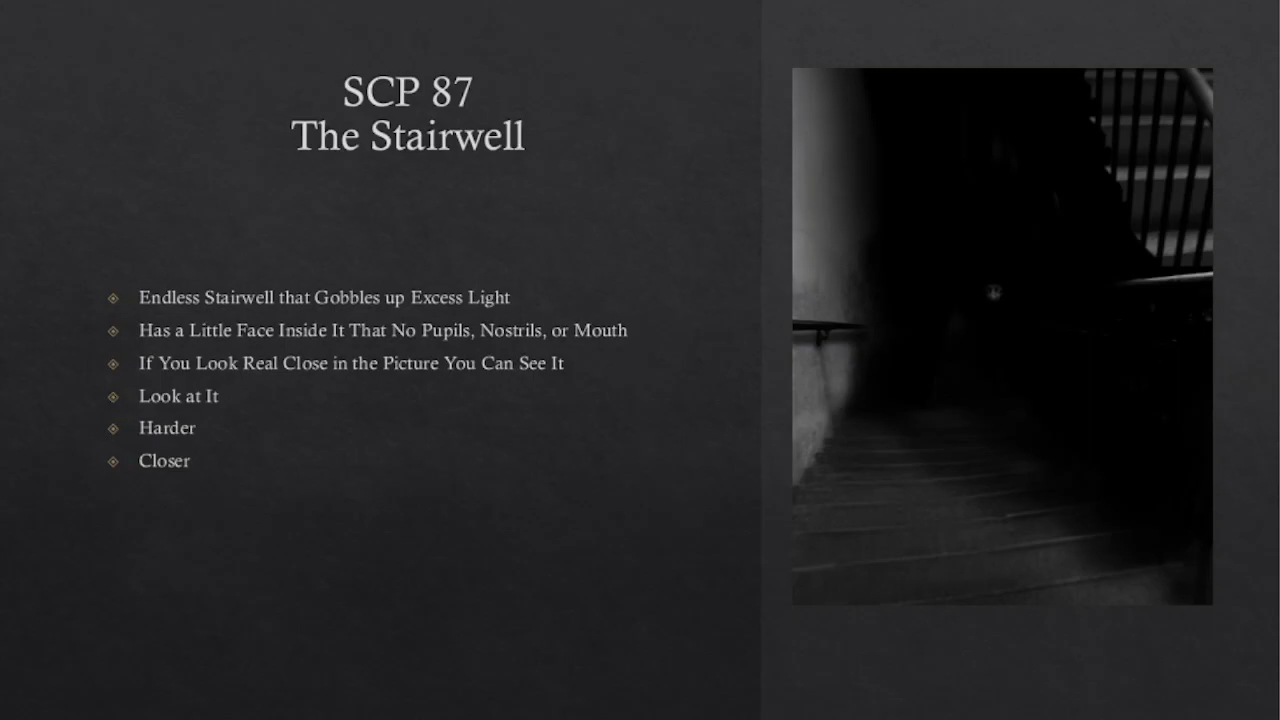 SCP 87
The Stairwell
Endless Stairwell that Gobbles up Excess Light
Has a Little Face Inside It That No Pupils, Nostrils, or Mouth
If You Look Real Close in the Picture You Can See It
Look at It
Harder
Closer